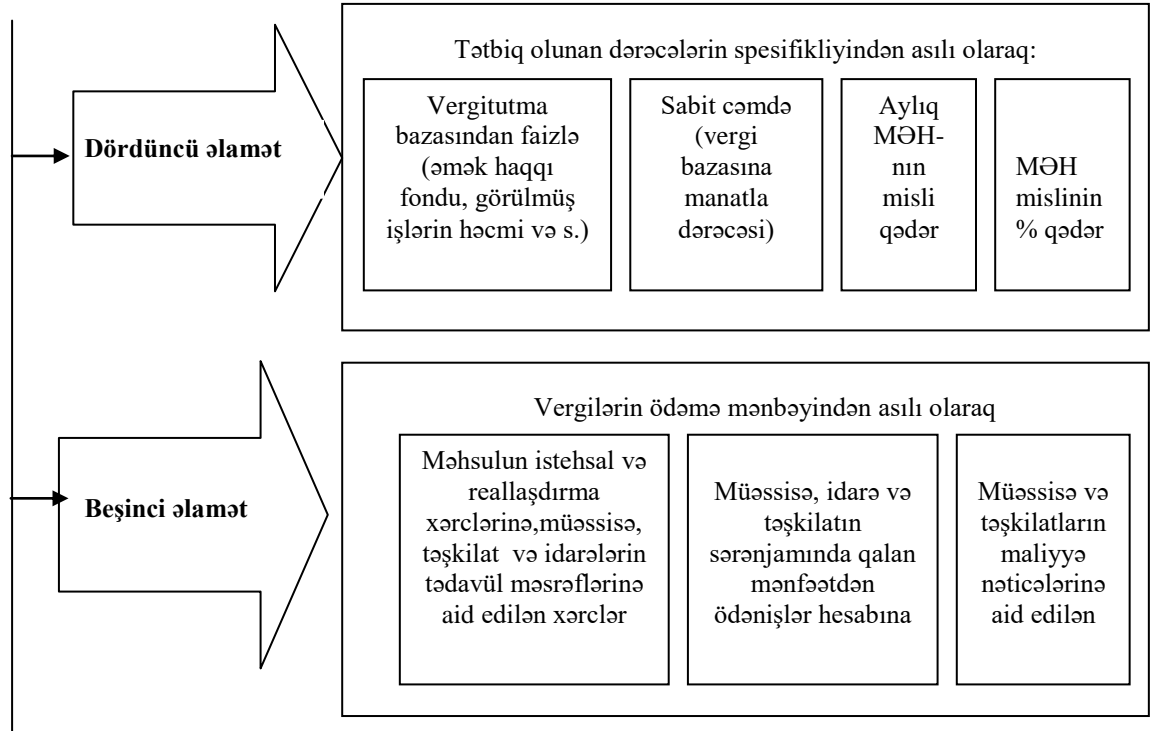 Tətbiq olunan dərəcələrin spesifikliyindən asılı olaraq:
Dördüncü əlamət
Vergitutma
bazasından faizlə
(əmək haqqı
fondu, görülmüş
işlərin həcmi və s.)
Sabit cəmdə
(vergi
bazasına
manatla
dərəcəsi)
Aylıq
MƏH-
nın
misli
qədər
MƏH
mislinin
% qədər
Vergilərin ödəmə mənbəyindən asılı olaraq
Beşinci əlamət
Məhsulun istehsal və
reallaşdırma
xərclərinə,müəssisə,
təşkilat və idarələrin
tədavül məsrəflərinə
aid edilən xərclər
Müəssisə, idarə və
təşkilatın
sərənjamında qalan
mənfəətdən
ödənişlər hesabına
Müəssisə və
təşkilatların
maliyyə
nəticələrinə
aid edilən